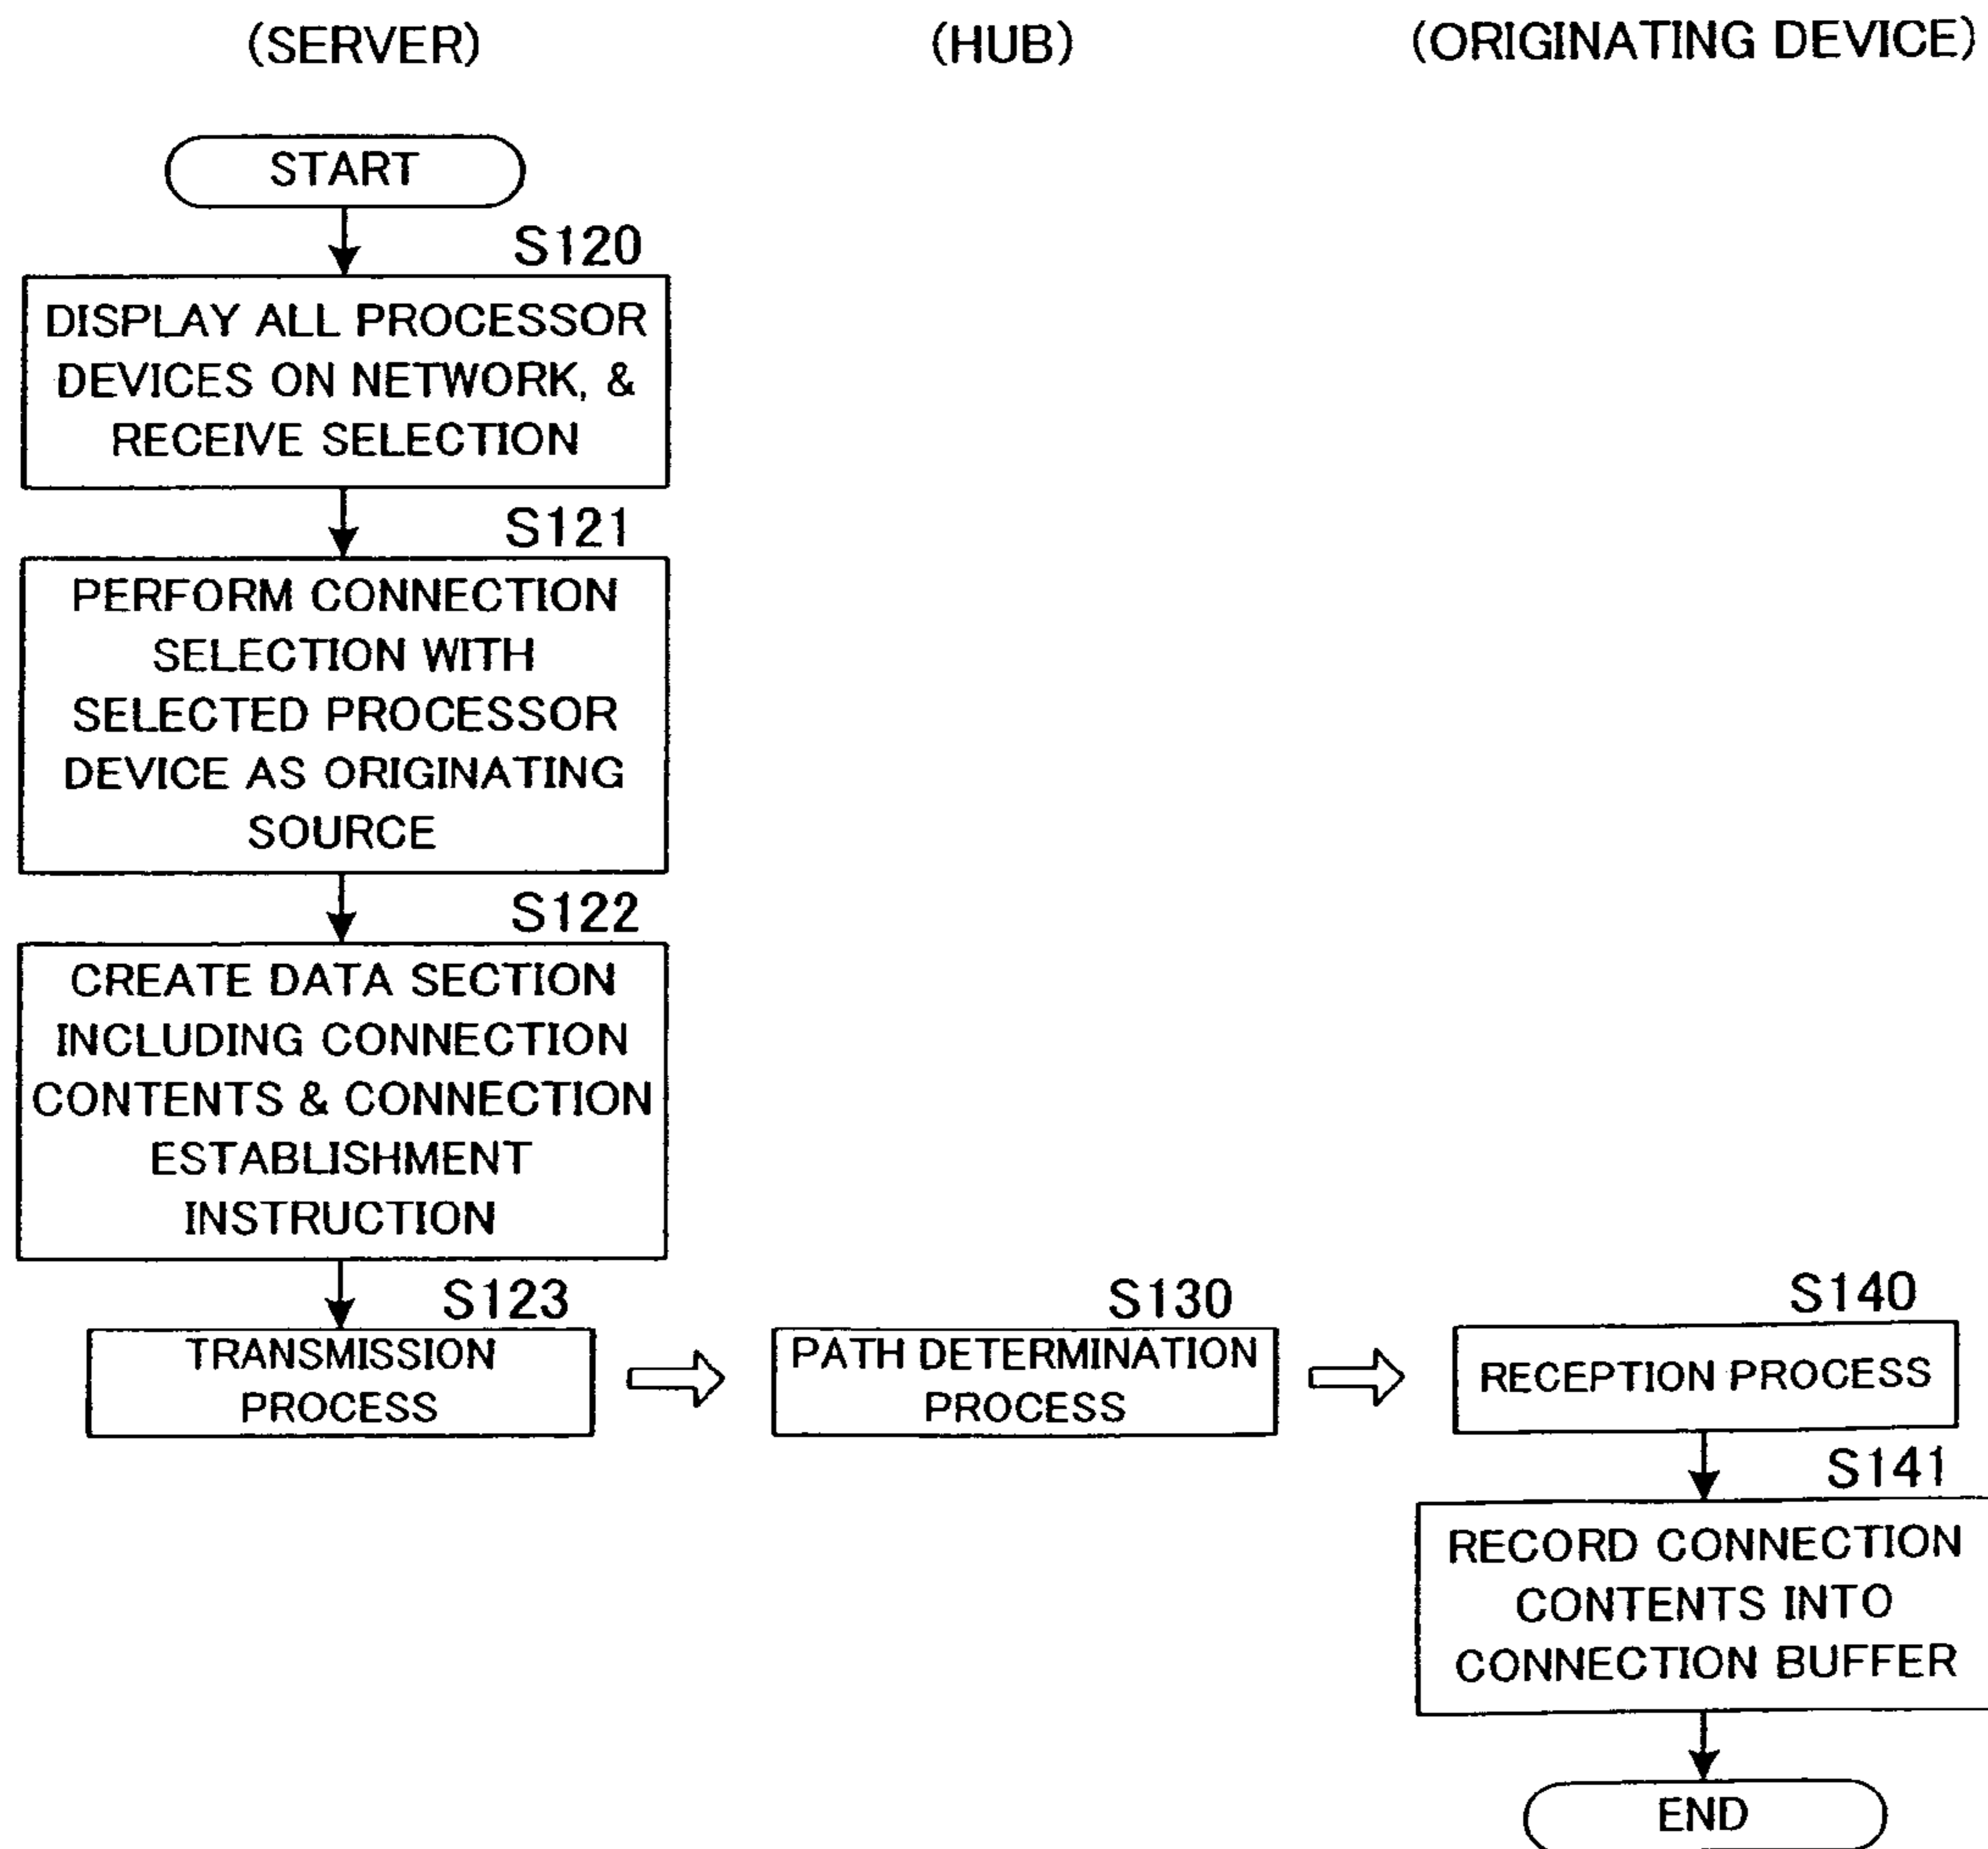 (SERVER)
(HUB)
(ORIGINATING DEVICE)
START
S120
DISPLAY ALL PROCESSOR
DEVICES ON NETWORK, &
RECEIVE SELECTION
S121
PERFORM CONNECTION
SELECTION WITH
SELECTED PROCESSOR
DEVICE AS ORIGINATING
SOURCE
S122
CREATE DATA SECTION
INCLUDING CONNECTION
CONTENTS & CONNECTION
ESTABLISHMENT
INSTRUCTION
S123
TRANSMISSION
PROCESS
S130
PATH DETERMINATION
PROCESS
S140
RECEPTION PROCESS
S141
RECORD CONNECTION
CONTENTS INTO
CONNECTION BUFFER
END